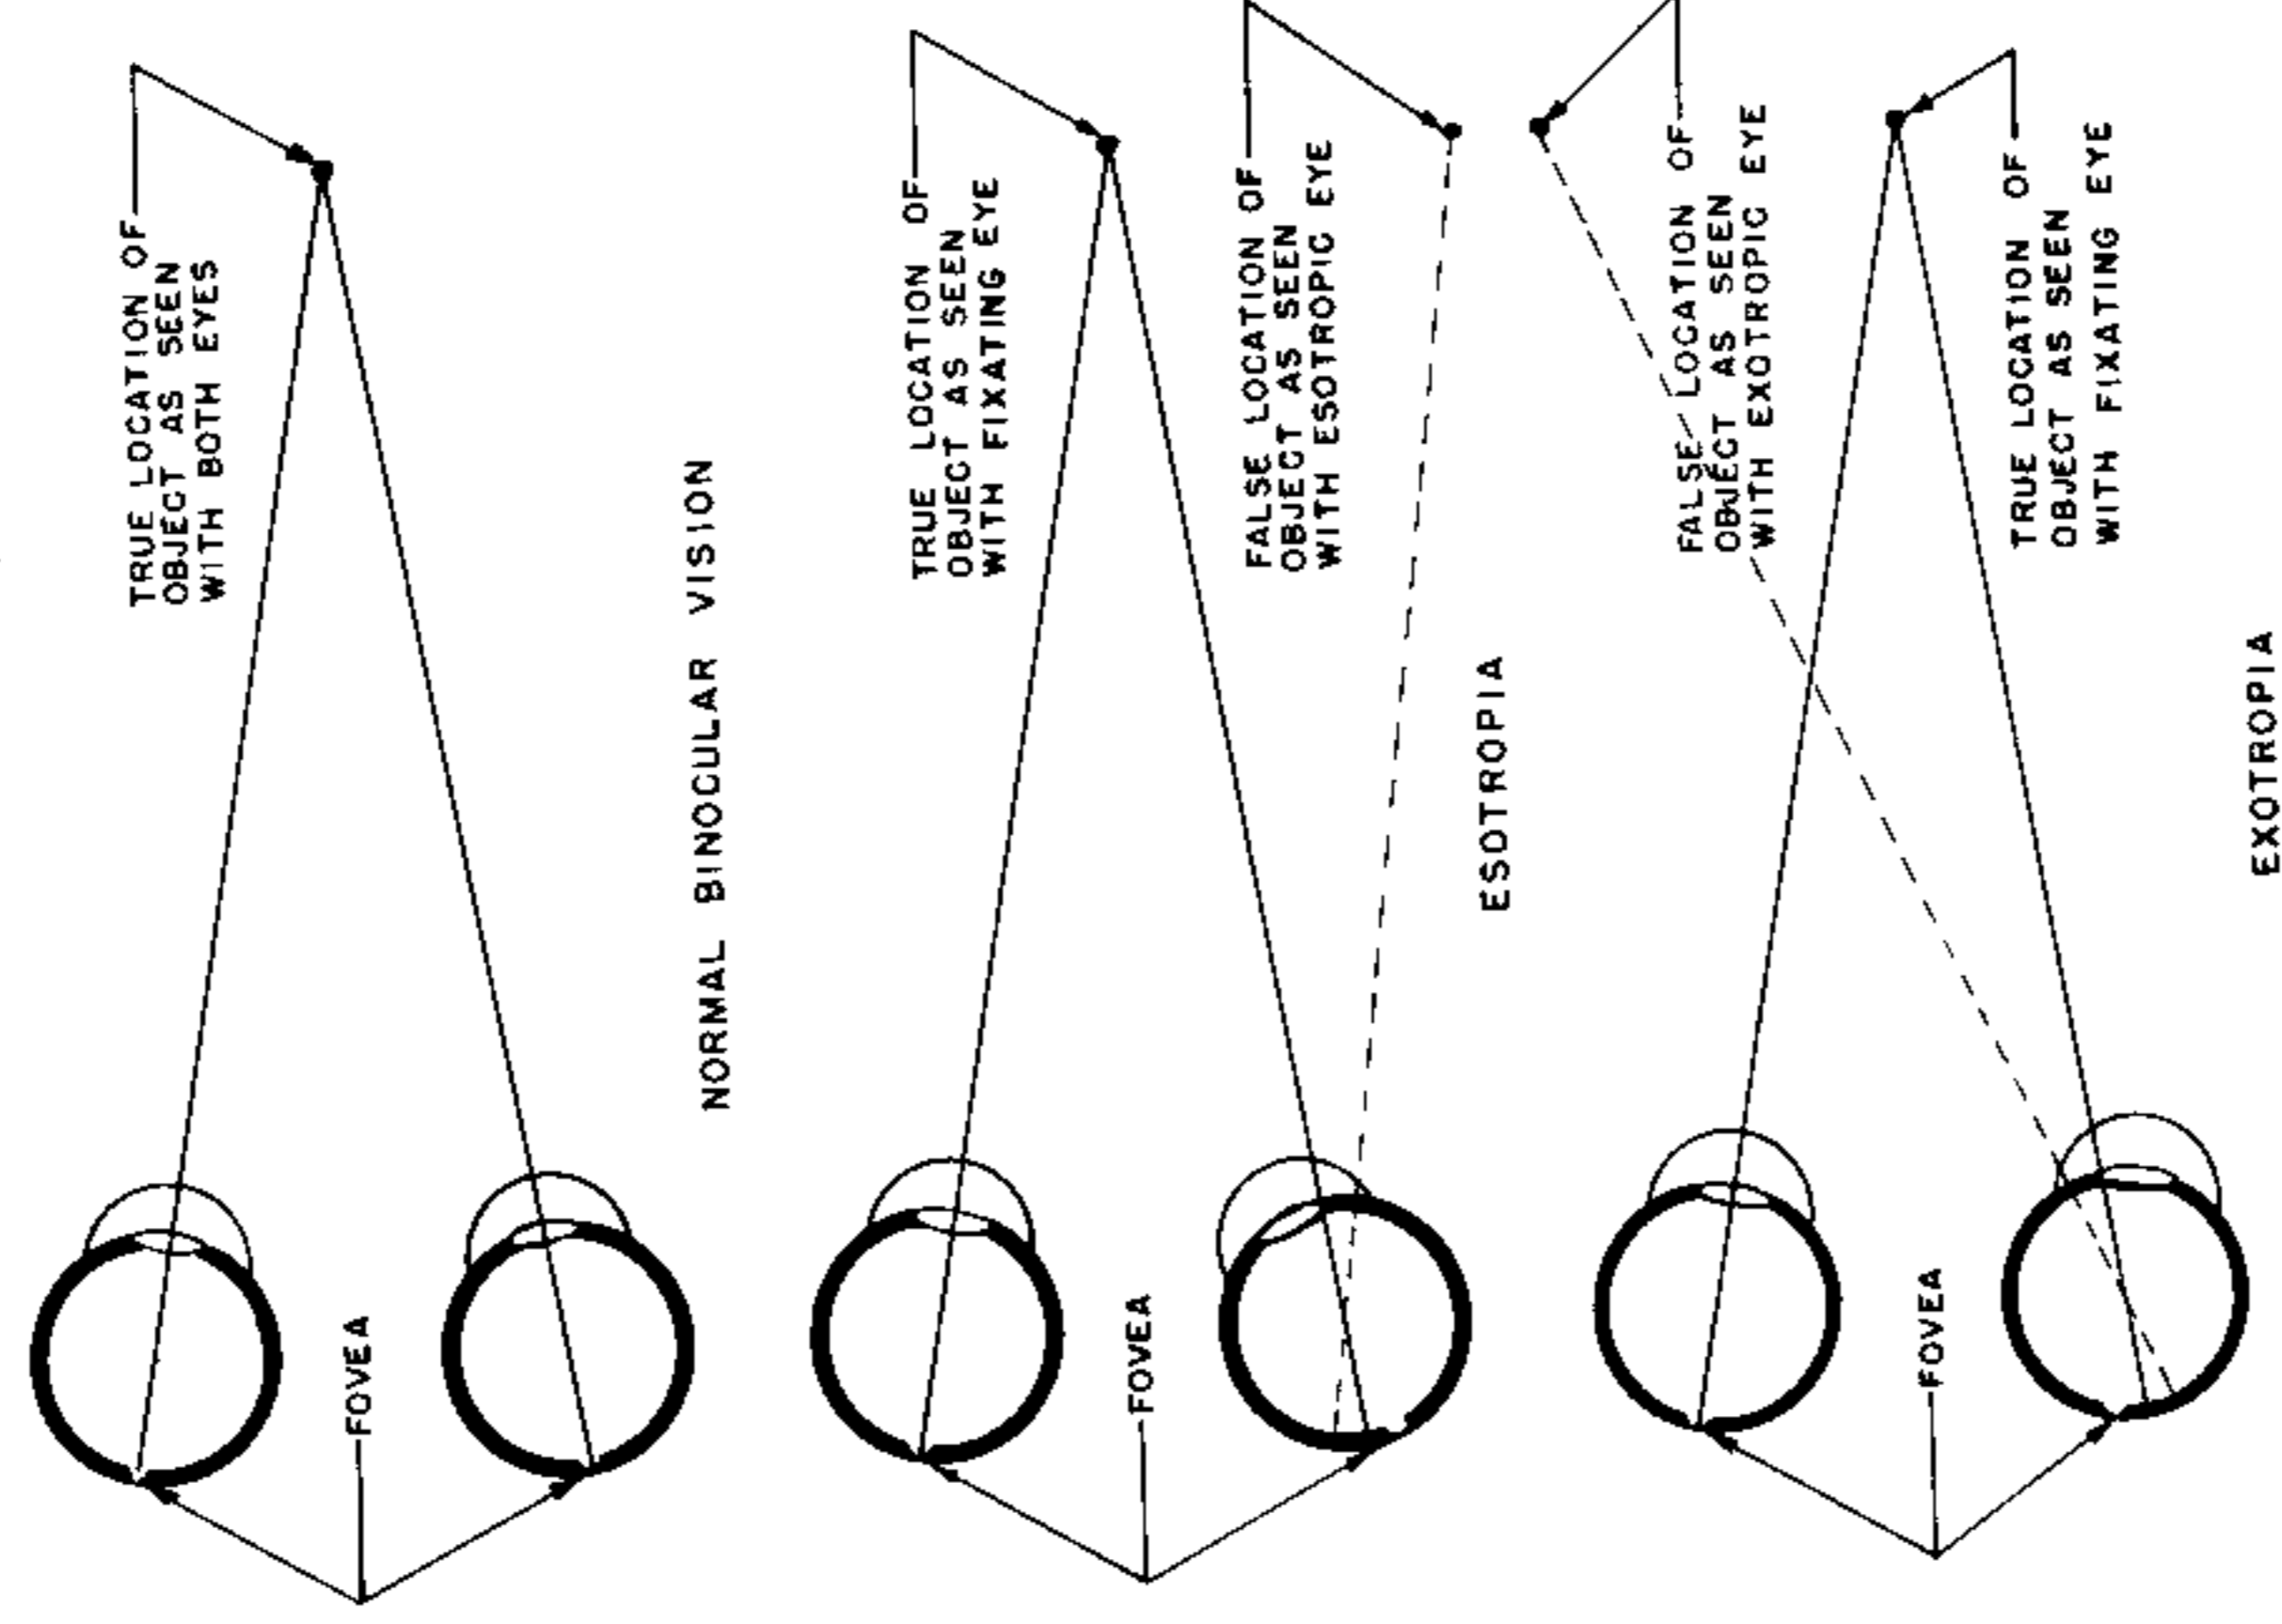 TRUE LOCATION OF
OBJECT AS SEEN
WITH BOTH EYES
FOVEA
NORMAL BINOCULAR VISION
TRUE LOCATION OF
OBJECT AS SEEN
WITH FIXATING EYE
FOVEA
FALSE LOCATION OF
OBJECT AS SEEN
WITH ESOTROPIC EYE
ESOTROPIA
FALSE LOCATION OF
OBJECT AS SEEN
WITH EXOTROPIC EYE
FOVEA
TRUE LOCATION OF
OBJECT AS SEEN
WITH FIXATING EYE
EXOTROPIA